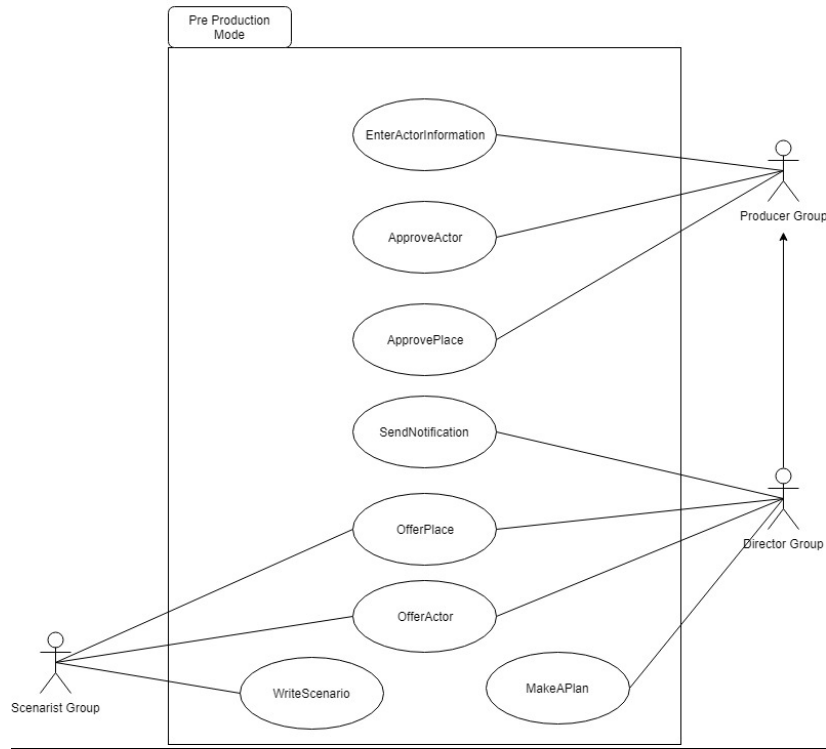 Pre Production
Mode
EnterActorInformation
Producer Group
ApproveActor
ApprovePlace
SendNotification
OfferPlace
Director Group
OfferActor
WriteScenario
MakeAPlan
Scenarist Group